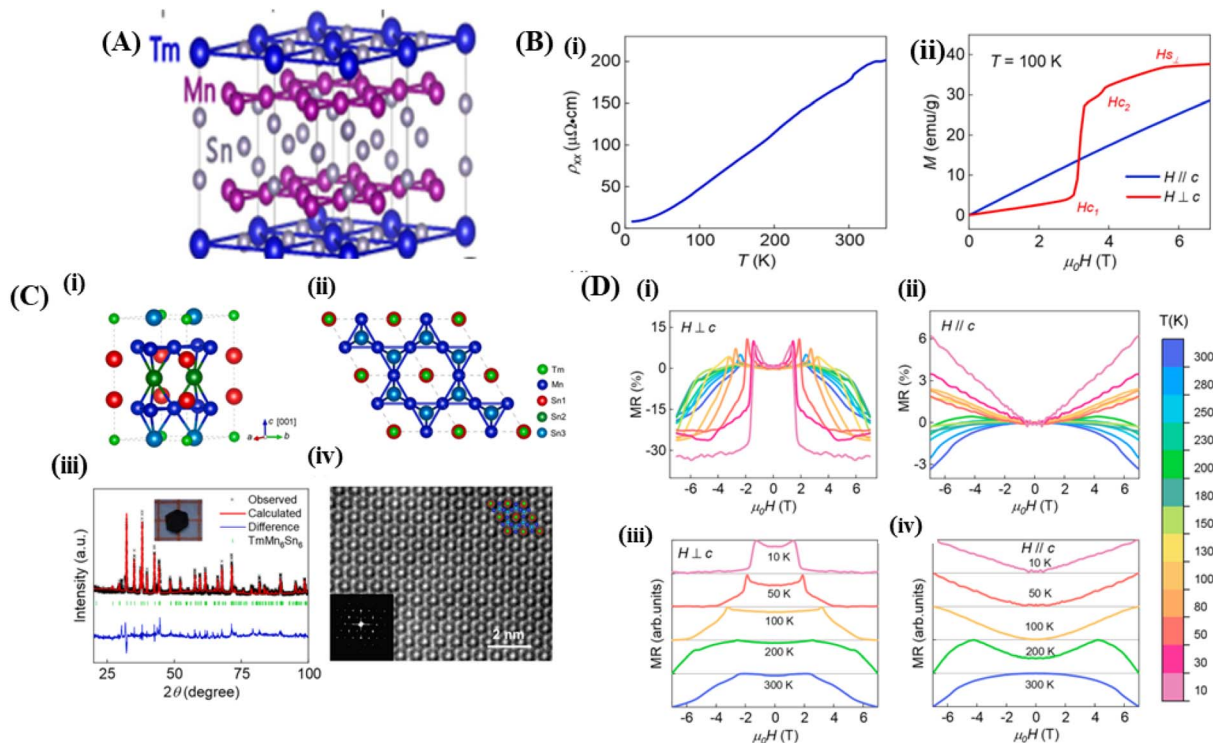 (A)
Tm
Mn
Sn
(B)
(i)
200
150
100
50
0
ρxx (μΩ•cm)
100
200
300
T (K)
(ii)
T = 100 K
Hs⊥
Hc2
Hc1
H // c
H ⊥ c
40
30
20
10
0
M (emu/g)
0
2
4
6
μ0H (T)
(C)
(i)
c [001]
a
b
(ii)
Tm
Mn
Sn1
Sn2
Sn3
(iii)
Observed
Calculated
Difference
TmMn6Sn6
Intensity (a.u.)
25
50
75
100
2θ (degree)
(iv)
2 nm
(D)
(i)
H ⊥ c
15
0
-15
-30
MR (%)
-6 -4 -2 0 2 4 6
μ0H (T)
(ii)
H // c
6
3
0
-3
MR (%)
-6 -4 -2 0 2 4 6
μ0H (T)
(iii)
H ⊥ c
10 K
50 K
100 K
200 K
300 K
MR (arb.units)
-6 -4 -2 0 2 4 6
μ0H (T)
(iv)
H // c
10 K
50 K
100 K
200 K
300 K
MR (arb.units)
-6 -4 -2 0 2 4 6
μ0H (T)
T(K)
300
280
250
230
200
180
150
130
100
80
50
30
10